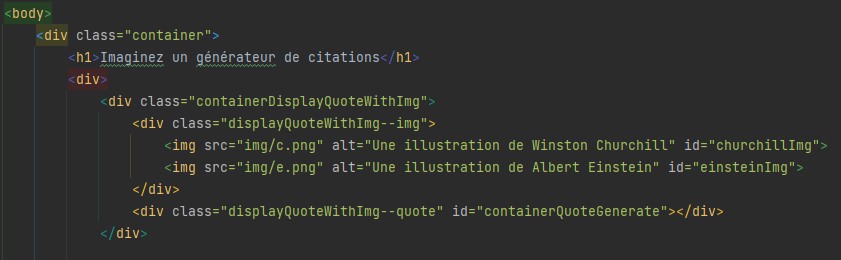 <body>
<div class="container">
<h1>Imaginez un générateur de citations</h1>
<div>
<div class="containerDisplayQuoteWithImg">
<div class="displayQuoteWithImg--img">
<img src="img/c.png" alt="Une illustration de Winston Churchill" id="churchillImg">
<img src="img/e.png" alt="Une illustration de Albert Einstein" id="einsteinImg">
</div>
<div class="displayQuoteWithImg--quote" id="containerQuoteGenerate"></div>
</div>